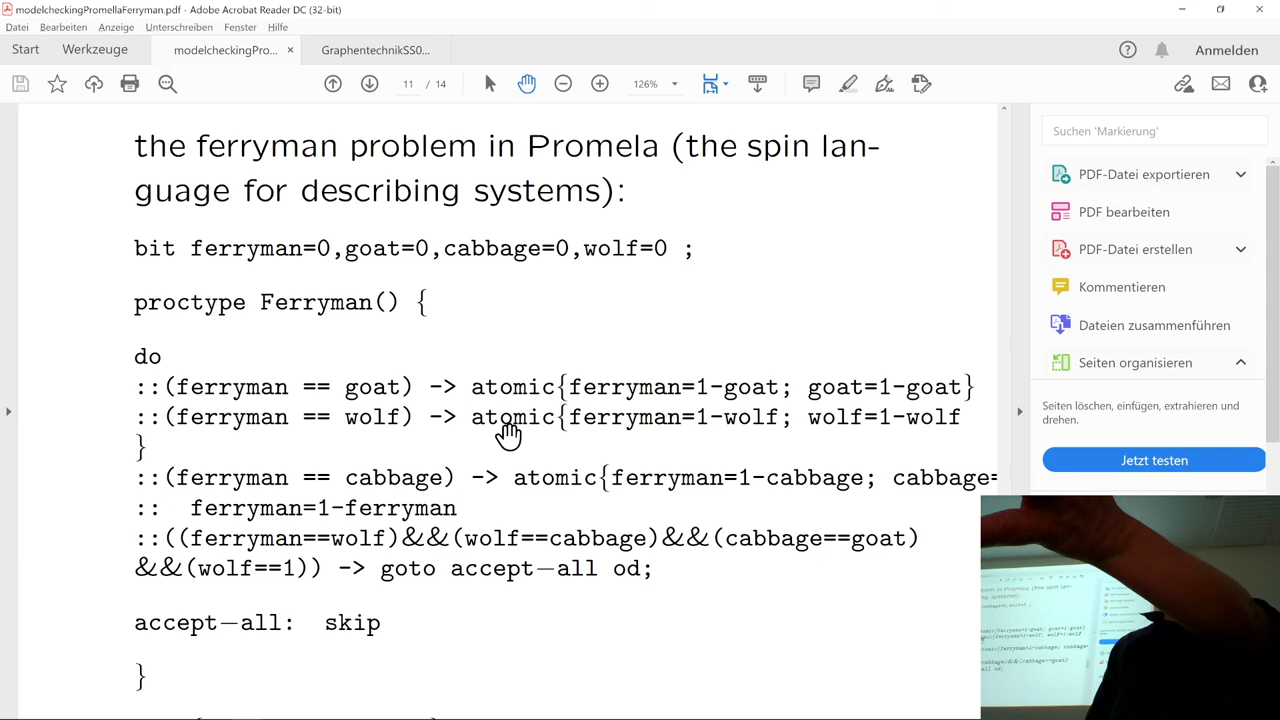 modelcheckingPromellaFerryman.pdf - Adobe Acrobat Reader DC (32-bit)
Datei Bearbeiten Anzeige Unterschreiben Fenster Hilfe
Start Werkzeuge modelcheckingPro... × GraphentechnikSS0... Anmelden
11 / 14 126%
the ferryman problem in Promela (the spin lan-
guage for describing systems):
bit ferryman=0,goat=0,cabbage=0,wolf=0 ;
proctype Ferryman() {
do
::(ferryman == goat) -> atomic{ferryman=1-goat; goat=1-goat}
::(ferryman == wolf) -> atomic{ferryman=1-wolf; wolf=1-wolf
}
::(ferryman == cabbage) -> atomic{ferryman=1-cabbage; cabbage=
:: ferryman=1-ferryman
::((ferryman==wolf)&&(wolf==cabbage)&&(cabbage==goat)
&&(wolf==1)) -> goto accept−all od;
accept−all: skip
}
Suchen 'Markierung'
PDF-Datei exportieren
PDF bearbeiten
PDF-Datei erstellen
Kommentieren
Dateien zusammenführen
Seiten organisieren
Seiten löschen, einfügen, extrahieren und
drehen.
Jetzt testen